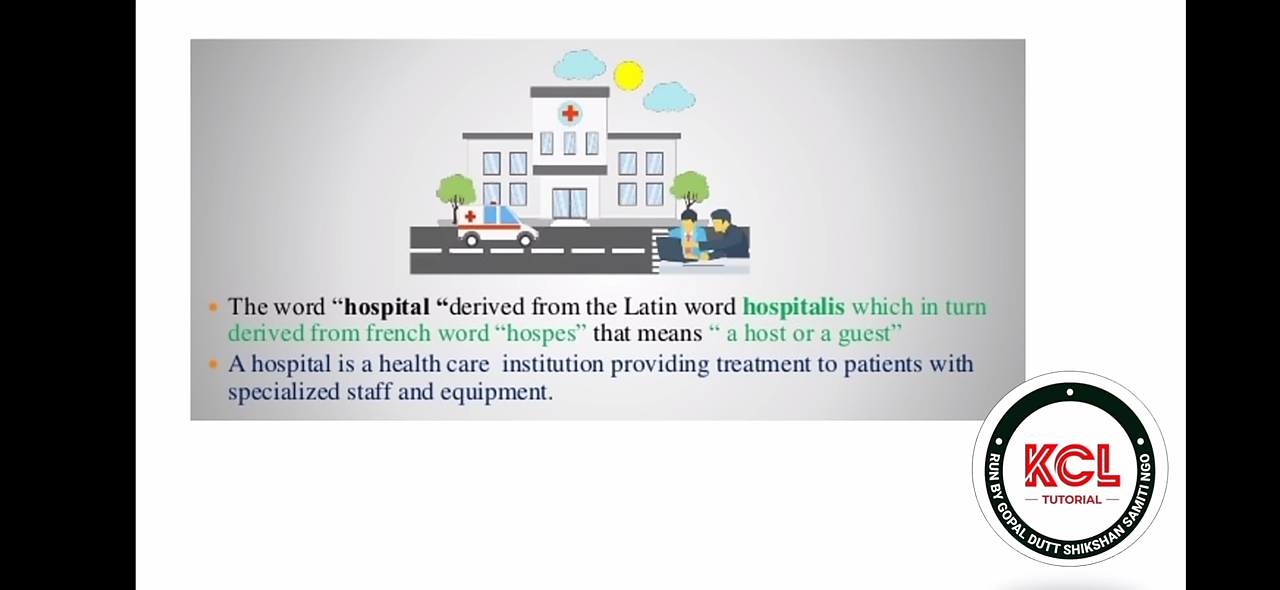 The word “hospital “derived from the Latin word hospitalis which in turn
derived from french word “hospes” that means “ a host or a guest”
A hospital is a health care institution providing treatment to patients with
specialized staff and equipment.
KCL
TUTORIAL
RUN BY GOPAL DUTT SHIKSHAN SAMITI NGO